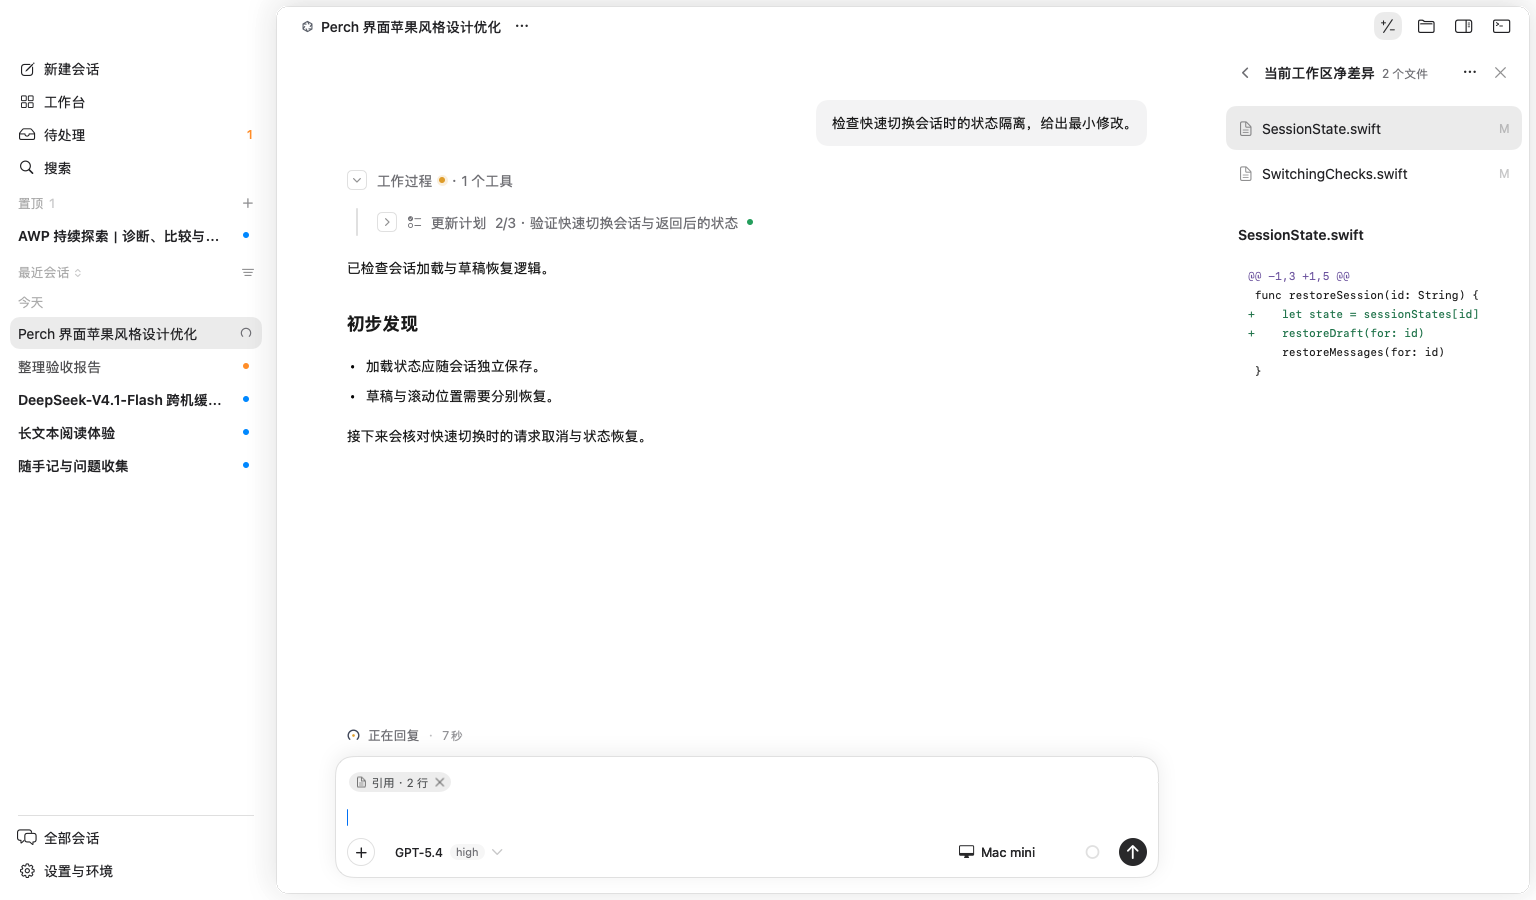 新建会话
工作台
待处理 1
搜索
置顶 1
AWP 持续探索 | 诊断、比较与...
最近会话
今天
Perch 界面苹果风格设计优化
整理验收报告
DeepSeek-V4.1-Flash 跨机缓...
长文本阅读体验
随手记与问题收集
全部会话
设置与环境
Perch 界面苹果风格设计优化
检查快速切换会话时的状态隔离，给出最小修改。
工作过程 · 1 个工具
更新计划 2/3 · 验证快速切换会话与返回后的状态
已检查会话加载与草稿恢复逻辑。
初步发现
• 加载状态应随会话独立保存。
• 草稿与滚动位置需要分别恢复。
接下来会核对快速切换时的请求取消与状态恢复。
正在回复 · 7秒
引用 · 2 行
GPT-5.4 high
Mac mini
当前工作区净差异 2 个文件
SessionState.swift M
SwitchingChecks.swift M
SessionState.swift
@@ -1,3 +1,5 @@
func restoreSession(id: String) {
+    let state = sessionStates[id]
+    restoreDraft(for: id)
restoreMessages(for: id)
}